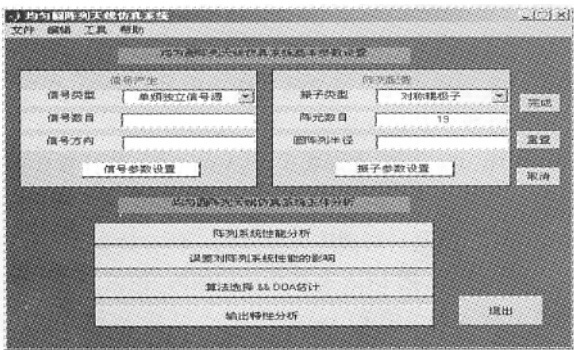 均匀圆阵列天线仿真系统
文件 编辑 工具 帮助
均匀圆阵列天线仿真系统基本参数设置
信号产生
信号类型 单频独立信号源
信号数目
信号方向
信号参数设置
阵列配置
振子类型 对称振极子
阵元数目 19
圆阵列半径
振子参数设置
完成
重置
取消
均匀圆阵列天线仿真系统主体分析
阵列系统性能分析
误差对阵列系统性能的影响
算法选择 && DOA估计
输出特性分析
退出